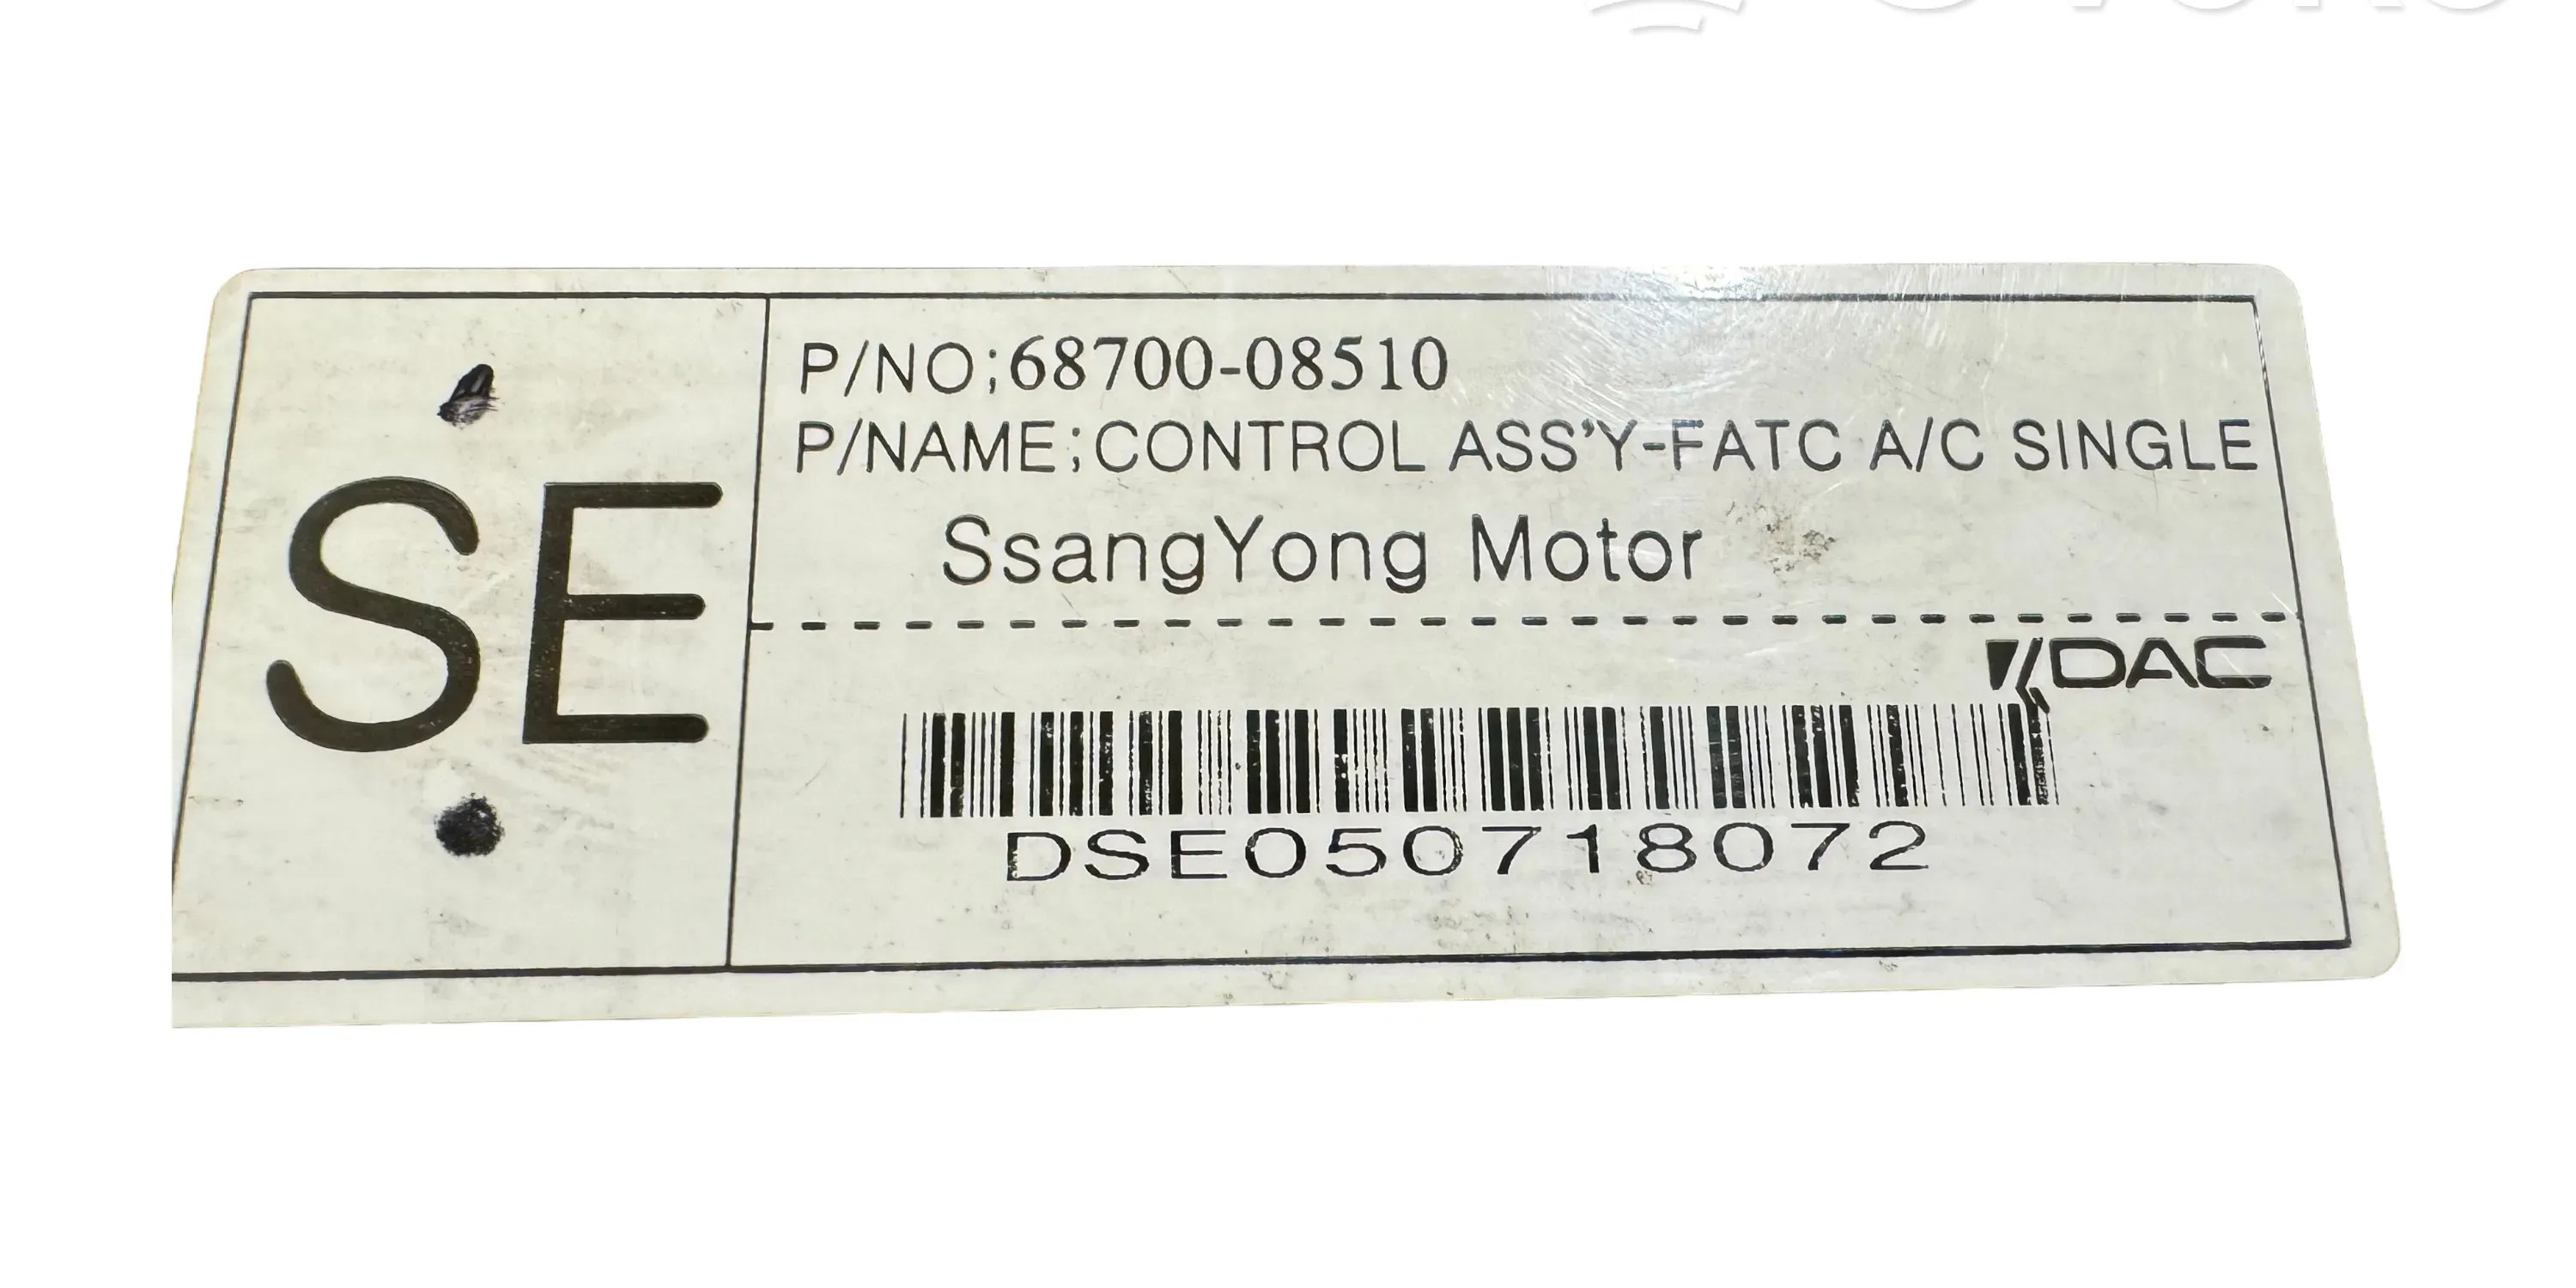 SE
P/NO;68700-08510
P/NAME;CONTROL ASS'Y-FATC A/C SINGLE
SsangYong Motor
DAC
DSE050718072